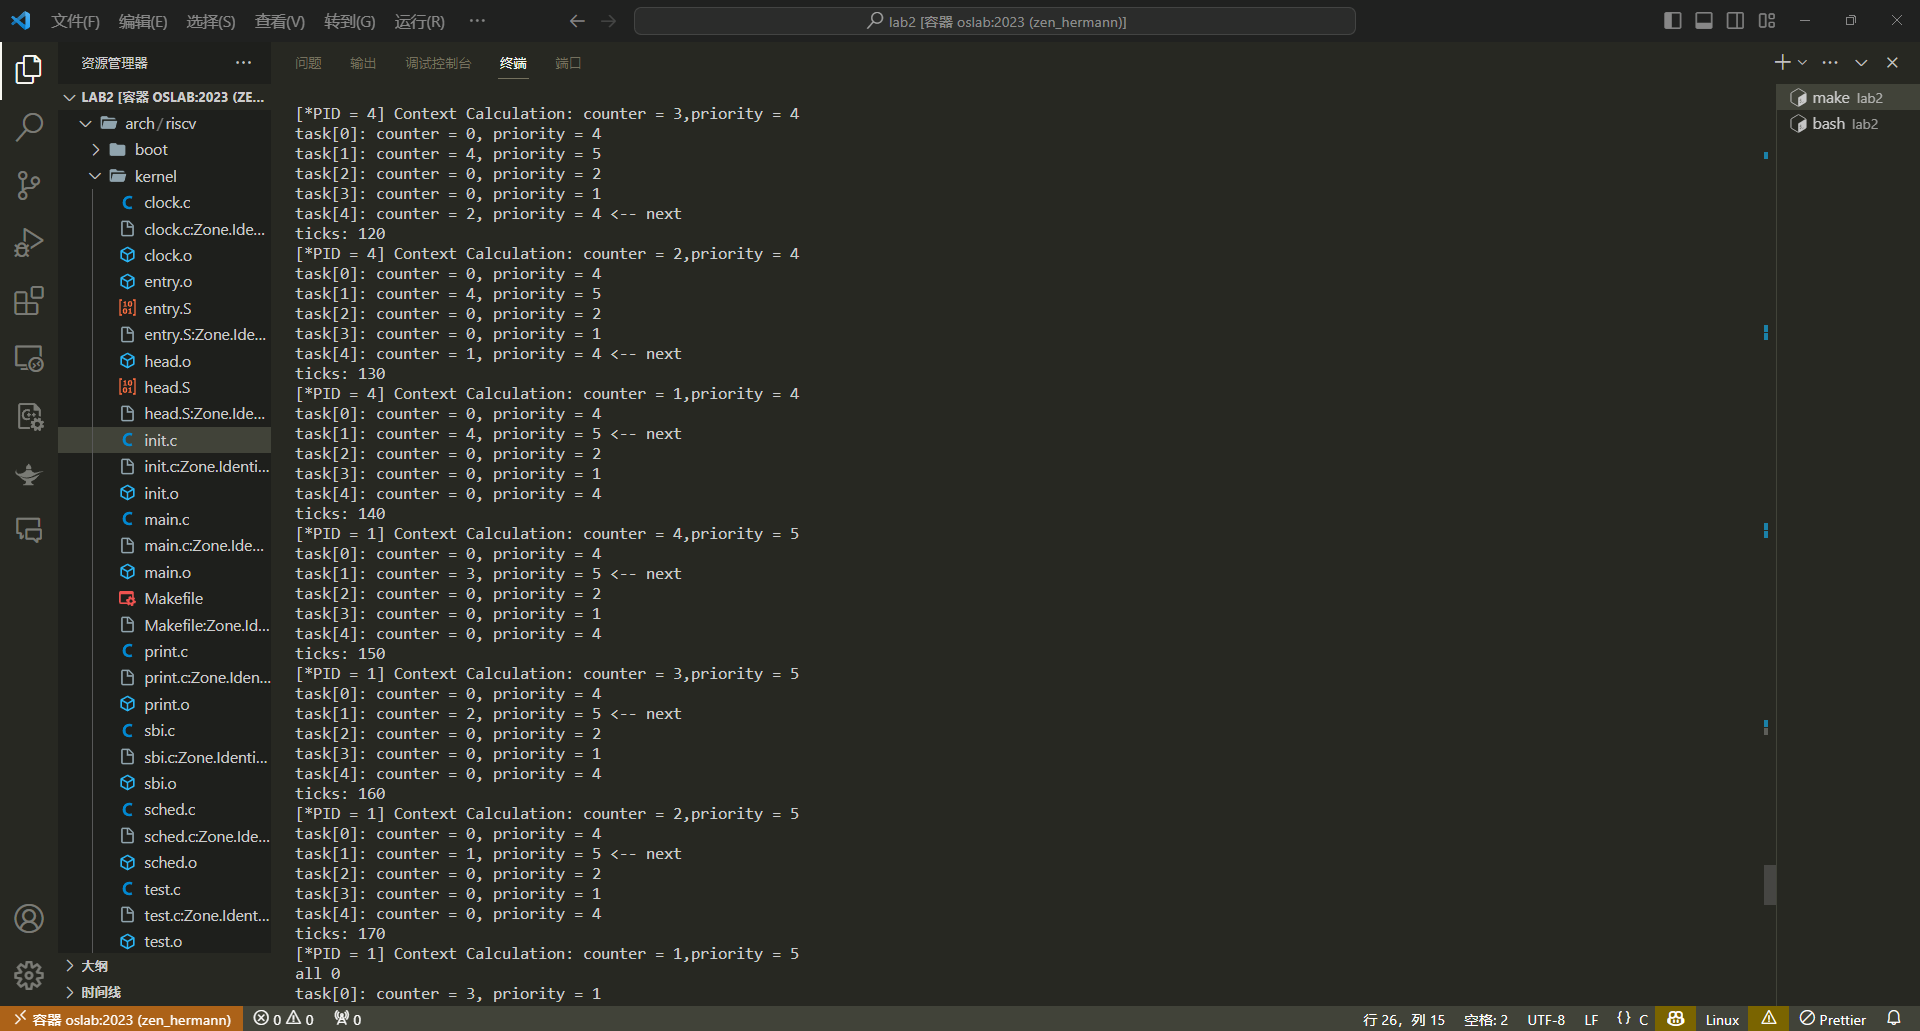 文件(F) 编辑(E) 选择(S) 查看(V) 转到(G) 运行(R) ··· lab2 [容器 oslab:2023 (zen_hermann)]
资源管理器 ···
LAB2 [容器 OSLAB:2023 (ZE...
arch/riscv
boot
kernel
clock.c
clock.c:Zone.Ide...
clock.o
entry.o
entry.S
entry.S:Zone.Ide...
head.o
head.S
head.S:Zone.Ide...
init.c
init.c:Zone.Identi...
init.o
main.c
main.c:Zone.Ide...
main.o
Makefile
Makefile:Zone.Id...
print.c
print.c:Zone.Iden...
print.o
sbi.c
sbi.c:Zone.Identi...
sbi.o
sched.c
sched.c:Zone.Ide...
sched.o
test.c
test.c:Zone.Ident...
test.o
大纲
时间线
问题 输出 调试控制台 终端 端口
[*PID = 4] Context Calculation: counter = 3,priority = 4
task[0]: counter = 0, priority = 4
task[1]: counter = 4, priority = 5
task[2]: counter = 0, priority = 2
task[3]: counter = 0, priority = 1
task[4]: counter = 2, priority = 4 <-- next
ticks: 120
[*PID = 4] Context Calculation: counter = 2,priority = 4
task[0]: counter = 0, priority = 4
task[1]: counter = 4, priority = 5
task[2]: counter = 0, priority = 2
task[3]: counter = 0, priority = 1
task[4]: counter = 1, priority = 4 <-- next
ticks: 130
[*PID = 4] Context Calculation: counter = 1,priority = 4
task[0]: counter = 0, priority = 4
task[1]: counter = 4, priority = 5 <-- next
task[2]: counter = 0, priority = 2
task[3]: counter = 0, priority = 1
task[4]: counter = 0, priority = 4
ticks: 140
[*PID = 1] Context Calculation: counter = 4,priority = 5
task[0]: counter = 0, priority = 4
task[1]: counter = 3, priority = 5 <-- next
task[2]: counter = 0, priority = 2
task[3]: counter = 0, priority = 1
task[4]: counter = 0, priority = 4
ticks: 150
[*PID = 1] Context Calculation: counter = 3,priority = 5
task[0]: counter = 0, priority = 4
task[1]: counter = 2, priority = 5 <-- next
task[2]: counter = 0, priority = 2
task[3]: counter = 0, priority = 1
task[4]: counter = 0, priority = 4
ticks: 160
[*PID = 1] Context Calculation: counter = 2,priority = 5
task[0]: counter = 0, priority = 4
task[1]: counter = 1, priority = 5 <-- next
task[2]: counter = 0, priority = 2
task[3]: counter = 0, priority = 1
task[4]: counter = 0, priority = 4
ticks: 170
[*PID = 1] Context Calculation: counter = 1,priority = 5
all 0
task[0]: counter = 3, priority = 1
make lab2
bash lab2
容器 oslab:2023 (zen_hermann) 0 0 0 行 26，列 15 空格: 2 UTF-8 LF {} C Linux Prettier